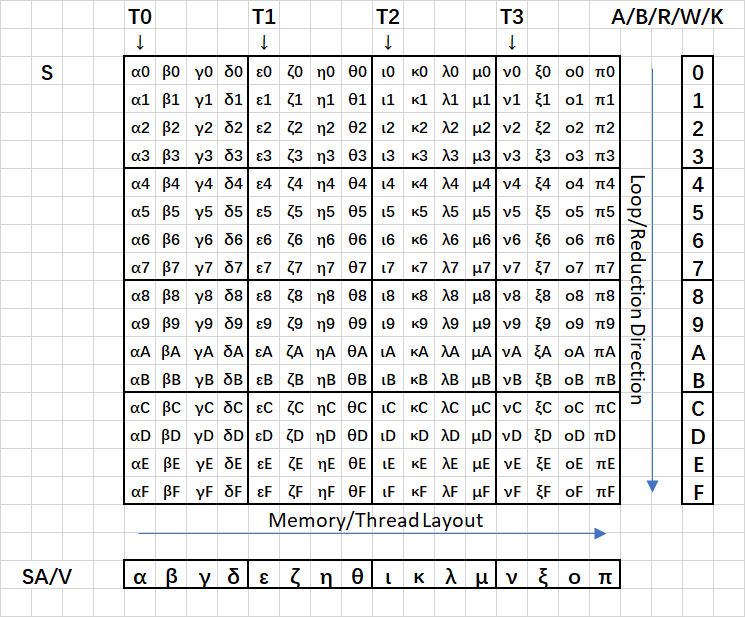 T0 T1 T2 T3 A/B/R/W/K
↓ ↓ ↓ ↓
S α0 β0 γ0 δ0 ε0 ζ0 η0 θ0 ι0 κ0 λ0 μ0 ν0 ξ0 ο0 π0 0
α1 β1 γ1 δ1 ε1 ζ1 η1 θ1 ι1 κ1 λ1 μ1 ν1 ξ1 ο1 π1 1
α2 β2 γ2 δ2 ε2 ζ2 η2 θ2 ι2 κ2 λ2 μ2 ν2 ξ2 ο2 π2 2
α3 β3 γ3 δ3 ε3 ζ3 η3 θ3 ι3 κ3 λ3 μ3 ν3 ξ3 ο3 π3 3
α4 β4 γ4 δ4 ε4 ζ4 η4 θ4 ι4 κ4 λ4 μ4 ν4 ξ4 ο4 π4 4
α5 β5 γ5 δ5 ε5 ζ5 η5 θ5 ι5 κ5 λ5 μ5 ν5 ξ5 ο5 π5 5
α6 β6 γ6 δ6 ε6 ζ6 η6 θ6 ι6 κ6 λ6 μ6 ν6 ξ6 ο6 π6 6
α7 β7 γ7 δ7 ε7 ζ7 η7 θ7 ι7 κ7 λ7 μ7 ν7 ξ7 ο7 π7 7
α8 β8 γ8 δ8 ε8 ζ8 η8 θ8 ι8 κ8 λ8 μ8 ν8 ξ8 ο8 π8 8
α9 β9 γ9 δ9 ε9 ζ9 η9 θ9 ι9 κ9 λ9 μ9 ν9 ξ9 ο9 π9 9
αA βA γA δA εA ζA ηA θA ιA κA λA μA νA ξA οA πA A
αB βB γB δB εB ζB ηB θB ιB κB λB μB νB ξB οB πB B
αC βC γC δC εC ζC ηC θC ιC κC λC μC νC ξC οC πC C
αD βD γD δD εD ζD ηD θD ιD κD λD μD νD ξD οD πD D
αE βE γE δE εE ζE ηE θE ιE κE λE μE νE ξE οE πE E
αF βF γF δF εF ζF ηF θF ιF κF λF μF νF ξF οF πF F
Loop/Reduction Direction
Memory/Thread Layout
SA/V α β γ δ ε ζ η θ ι κ λ μ ν ξ ο π